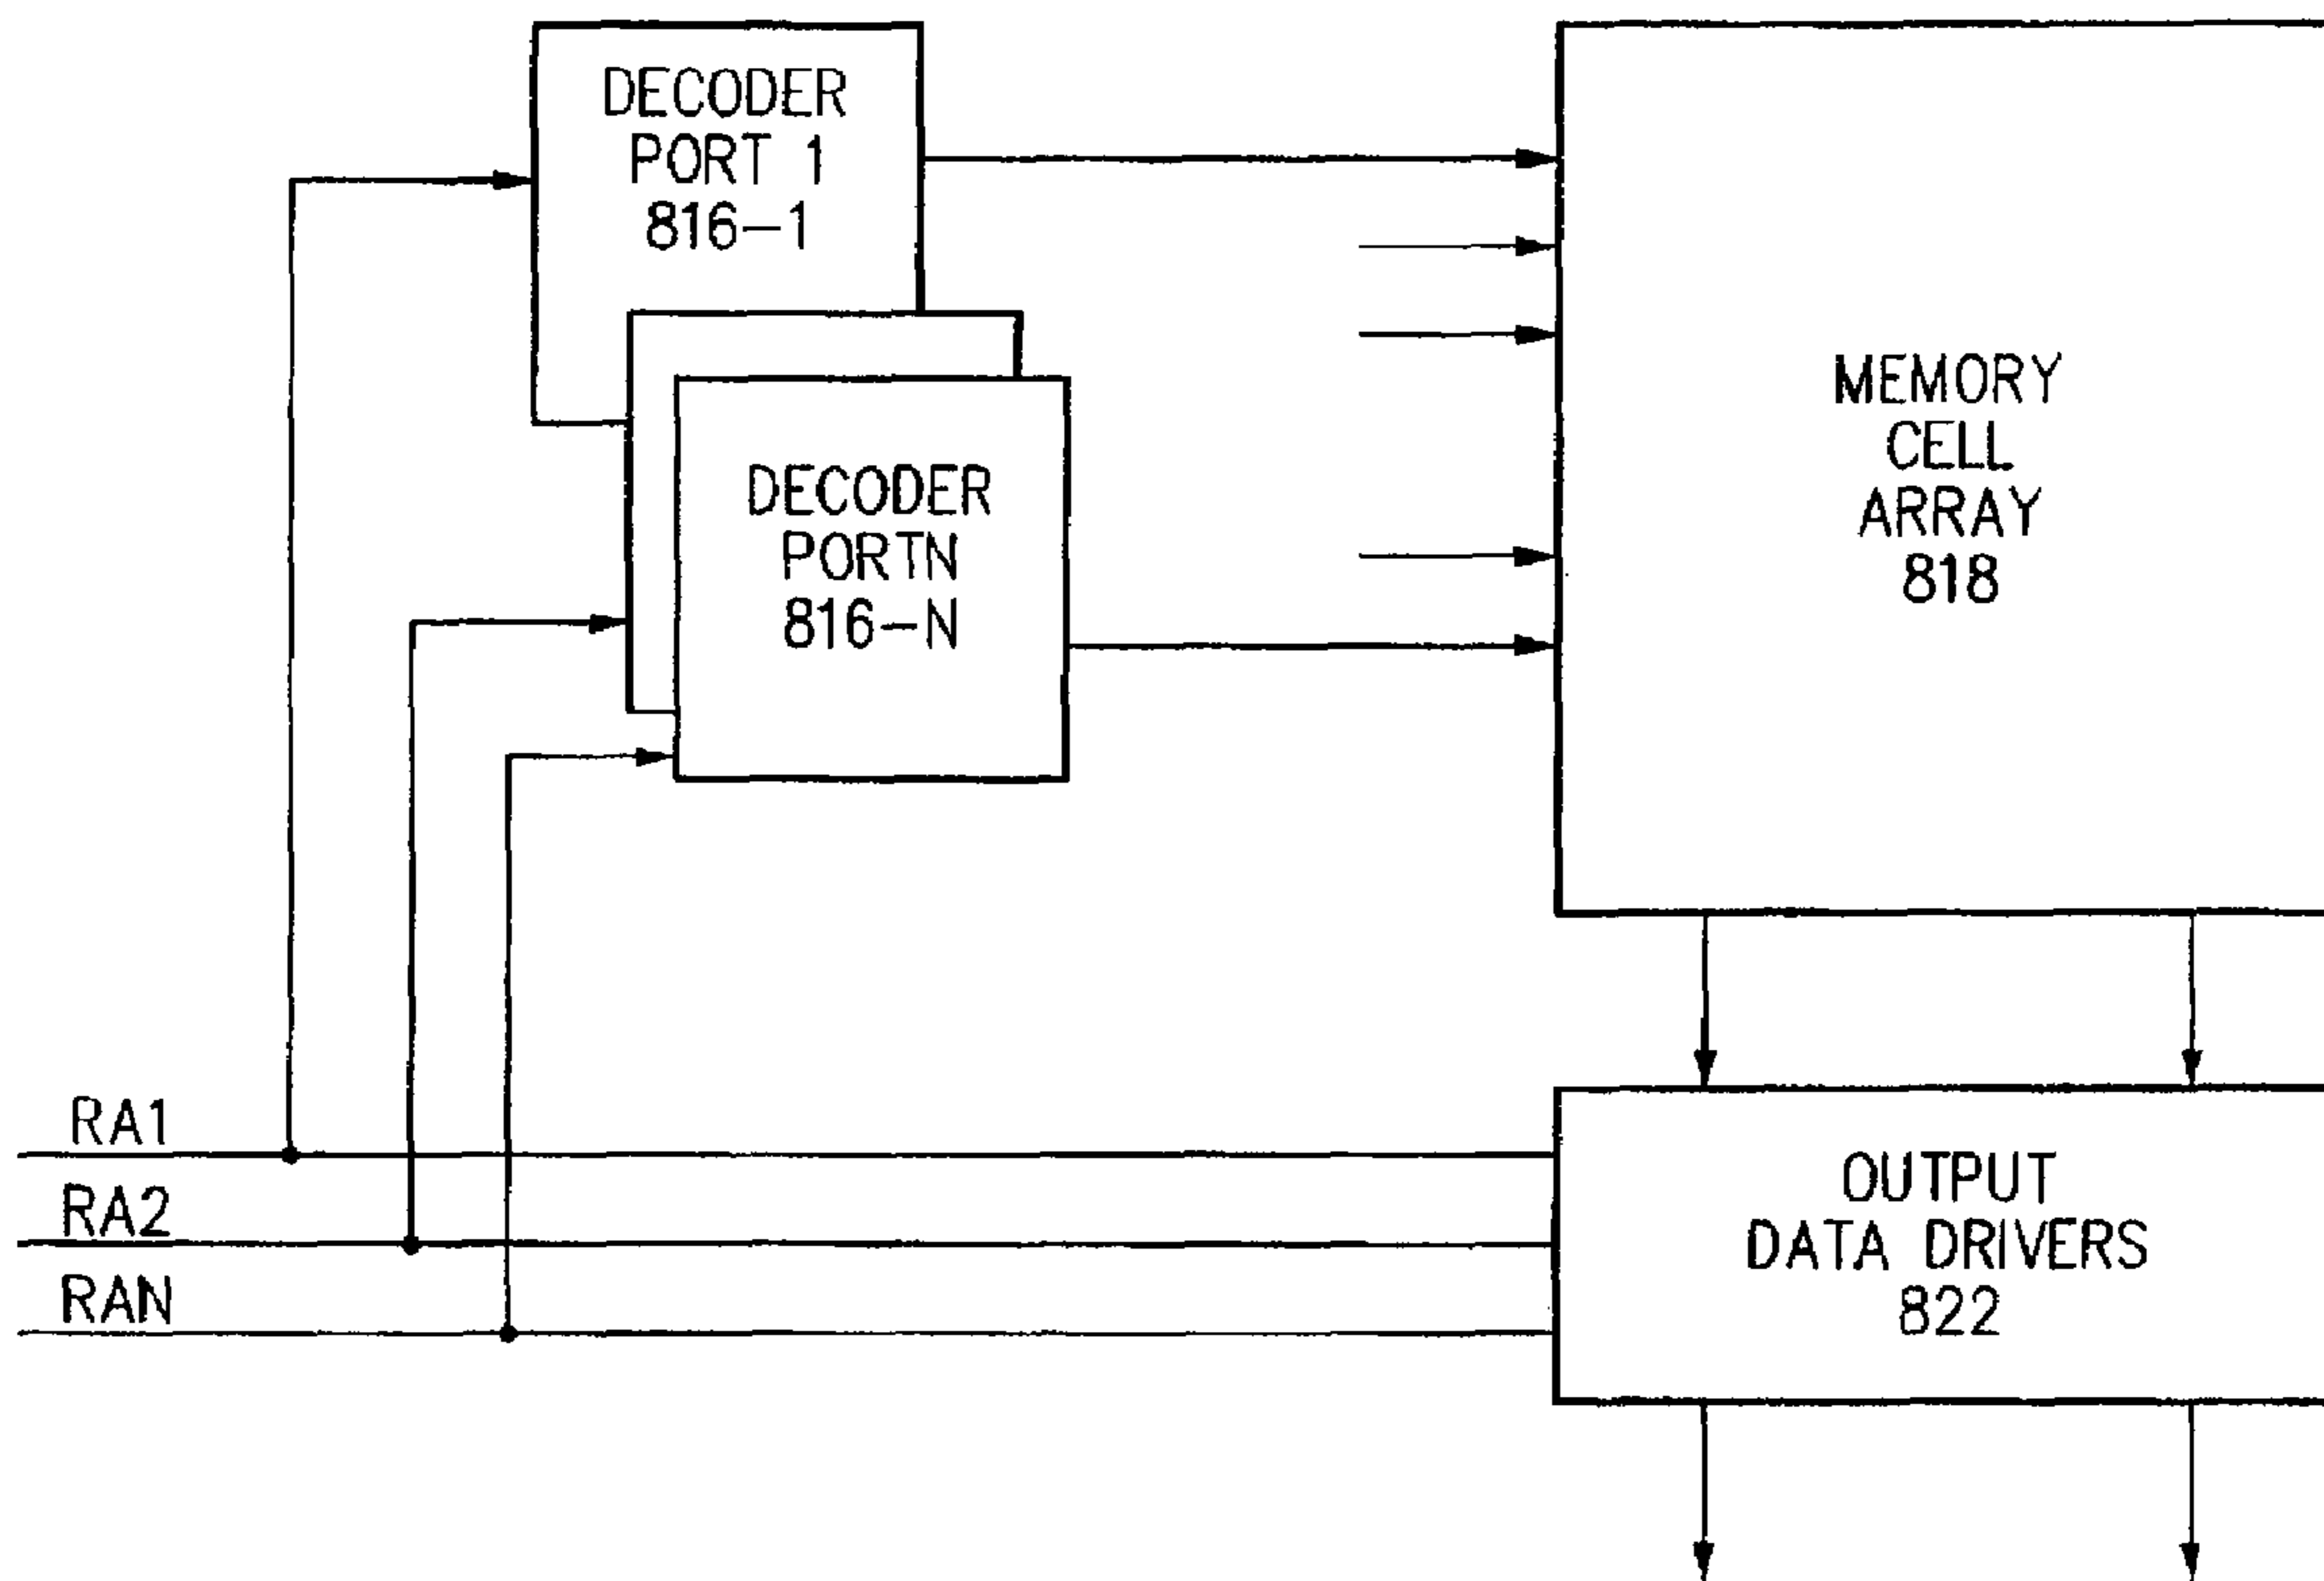 DECODER
PORT 1
816-1
DECODER
PORTN
816-N
MEMORY
CELL
ARRAY
818
RA1
RA2
RAN
OUTPUT
DATA DRIVERS
822